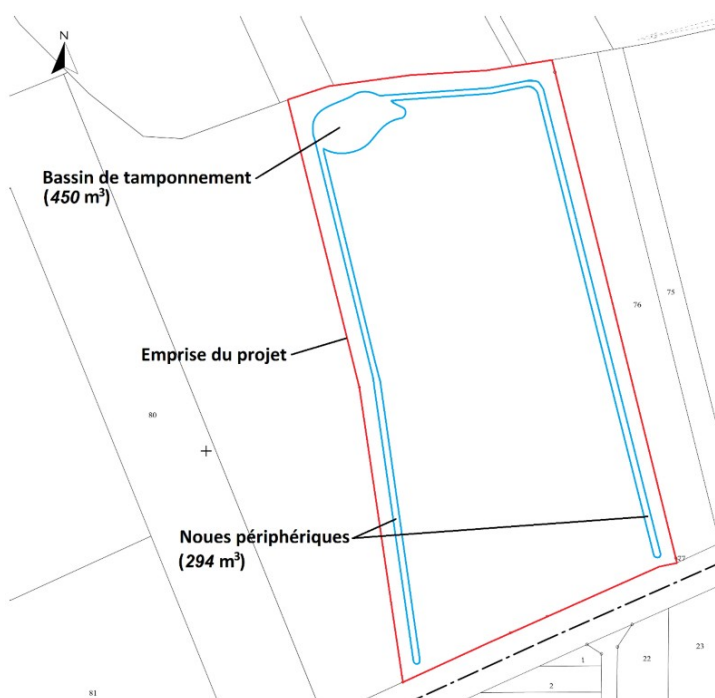 N
Bassin de tamponnement
(450 m³)
76
75
Emprise du projet
80
Noues périphériques
(294 m³)
27
1
22
23
2
81